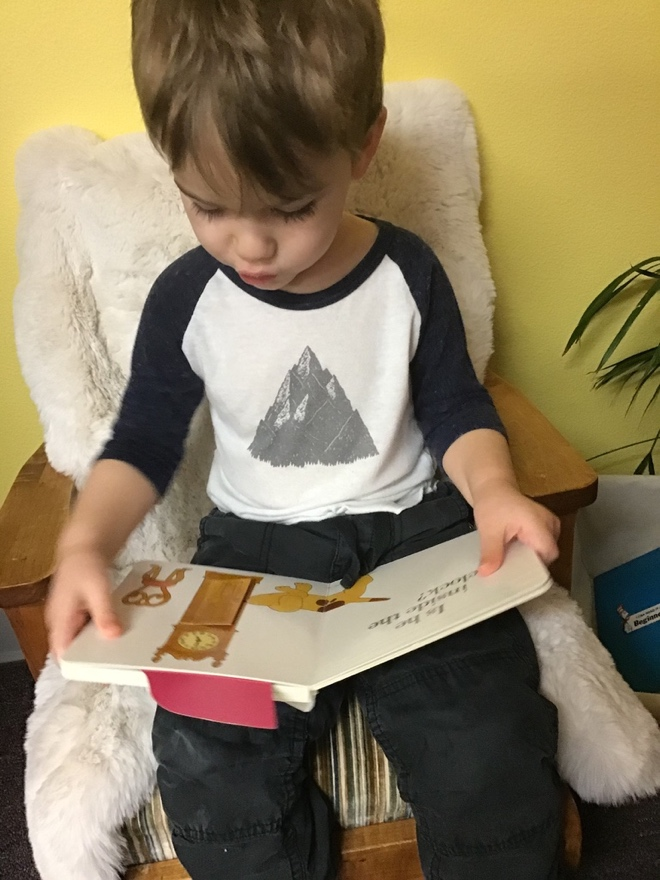 Is he
inside the
clock?